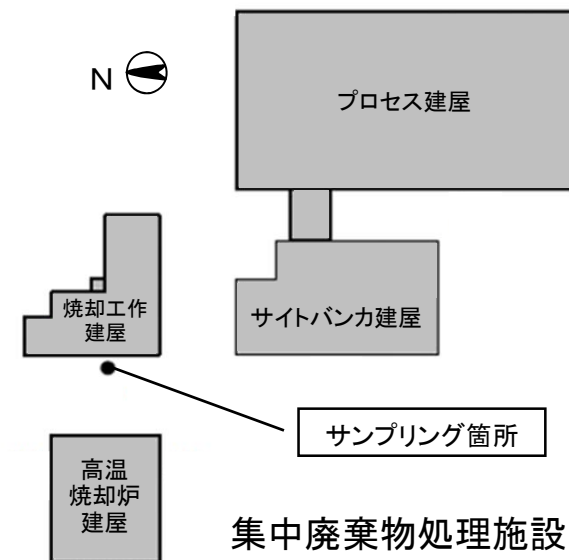 N
プロセス建屋
焼却工作
建屋
サイトバンカ建屋
サンプリング箇所
高温
焼却炉
建屋
集中廃棄物処理施設